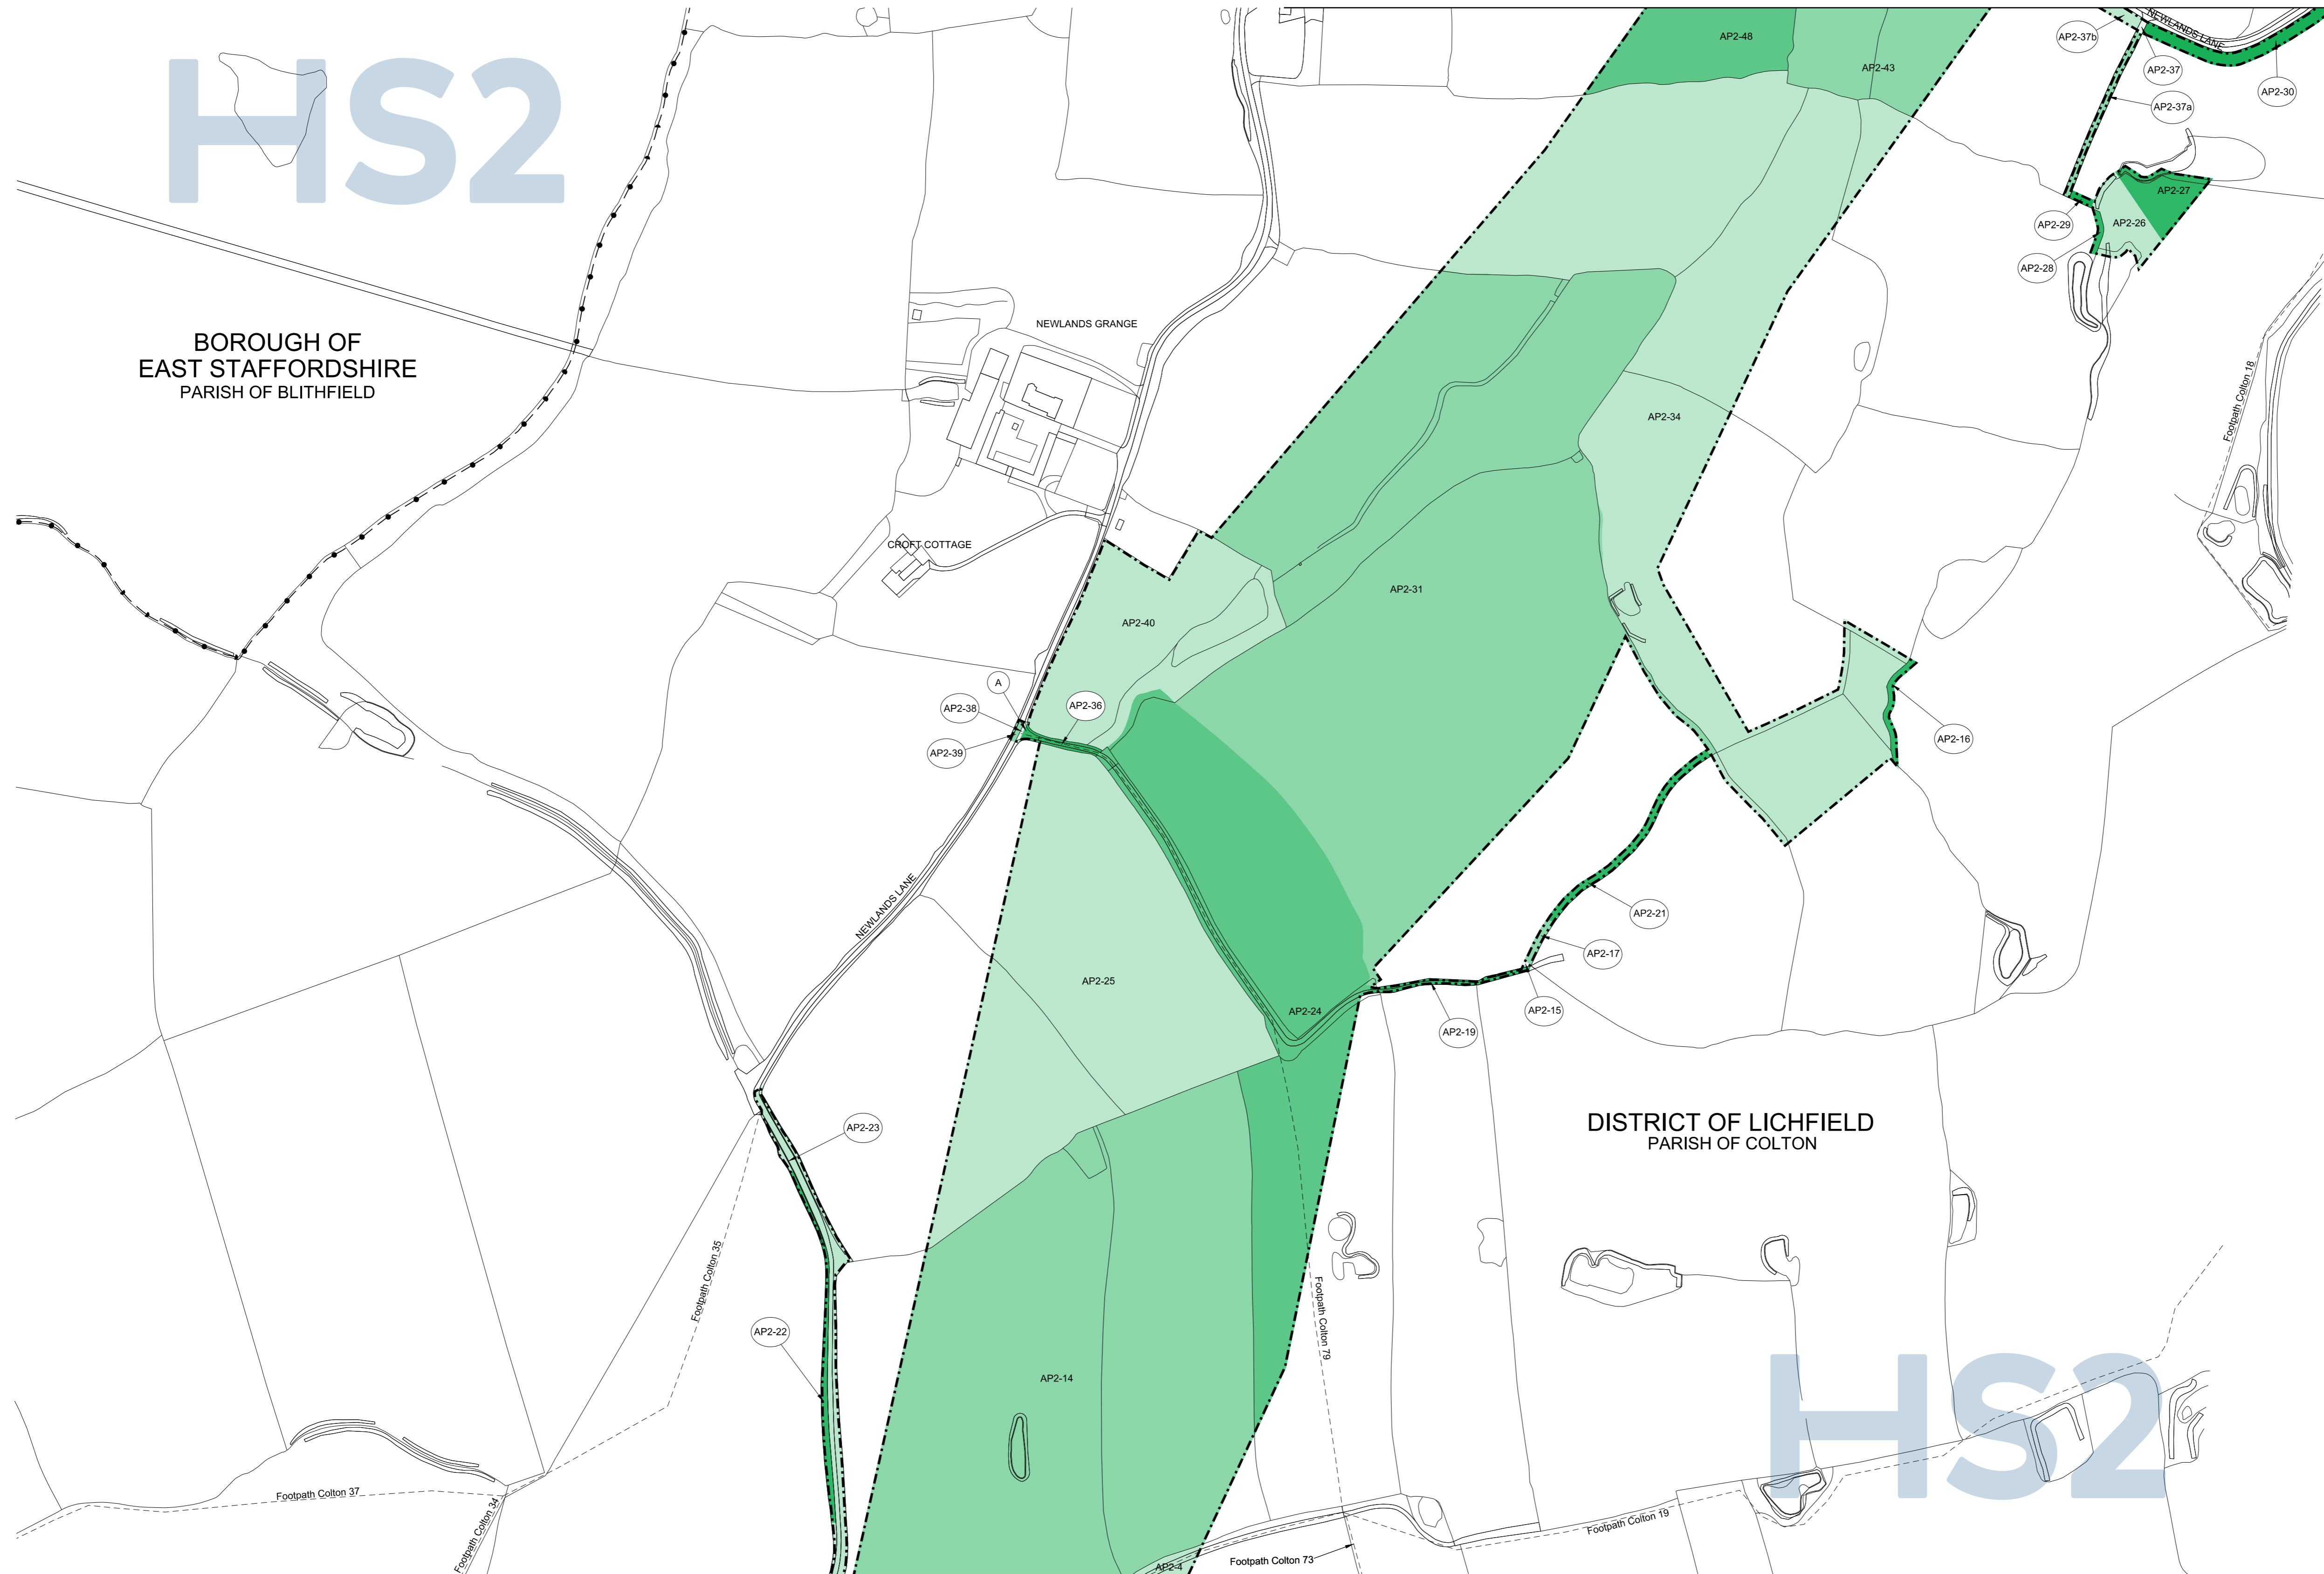 NEWLANDS LANE
AP2-48
AP2-37b
AP2-43
AP2-37
AP2-30
AP2-37a
HS2
AP2-27
AP2-29
AP2-26
AP2-28
NEWLANDS GRANGE
BOROUGH OF
EAST STAFFORDSHIRE
PARISH OF BLITHFIELD
Footpath Colton 18
AP2-34
CROFT COTTAGE
AP2-31
AP2-40
A
AP2-38
AP2-36
AP2-39
AP2-16
NEWLANDS LANE
AP2-21
AP2-17
AP2-25
AP2-24
AP2-15
AP2-19
AP2-23
DISTRICT OF LICHFIELD
PARISH OF COLTON
Footpath Colton 35
Footpath Colton 79
AP2-22
AP2-14
HS2
Footpath Colton 37
Footpath Colton 34
Footpath Colton 19
Footpath Colton 73
AP2-4